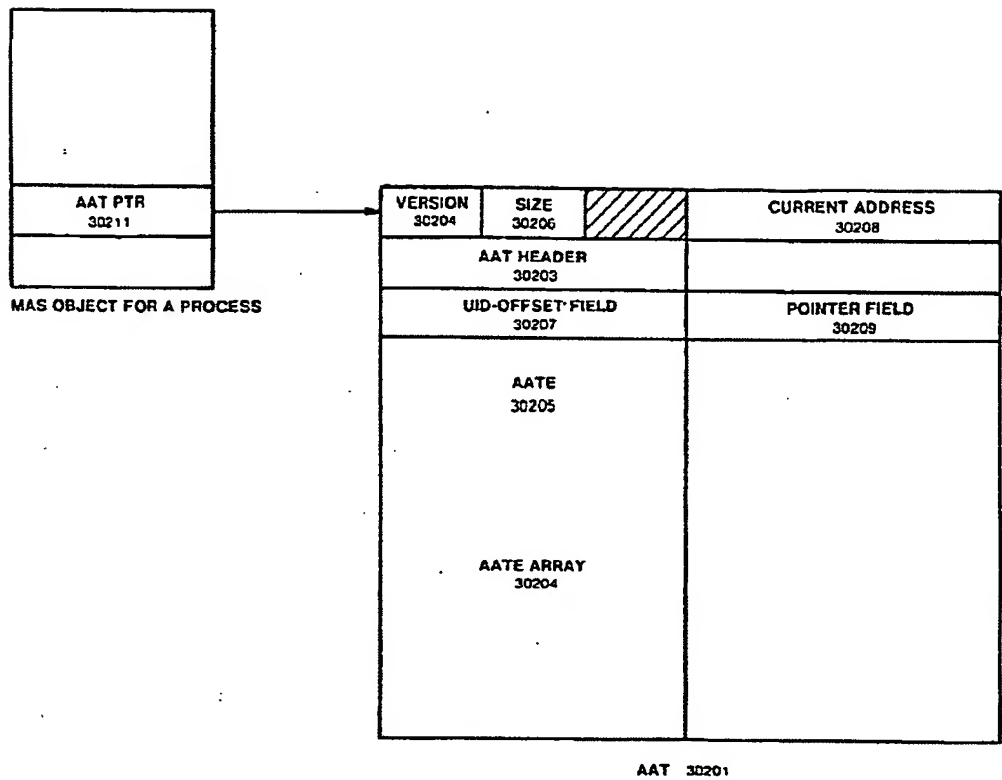 AAT PTR
30211
MAS OBJECT FOR A PROCESS
VERSION
30204
SIZE
30206
CURRENT ADDRESS
30208
AAT HEADER
30203
UID-OFFSET FIELD
30207
POINTER FIELD
30209
AATE
30205
AATE ARRAY
30204
AAT 30201